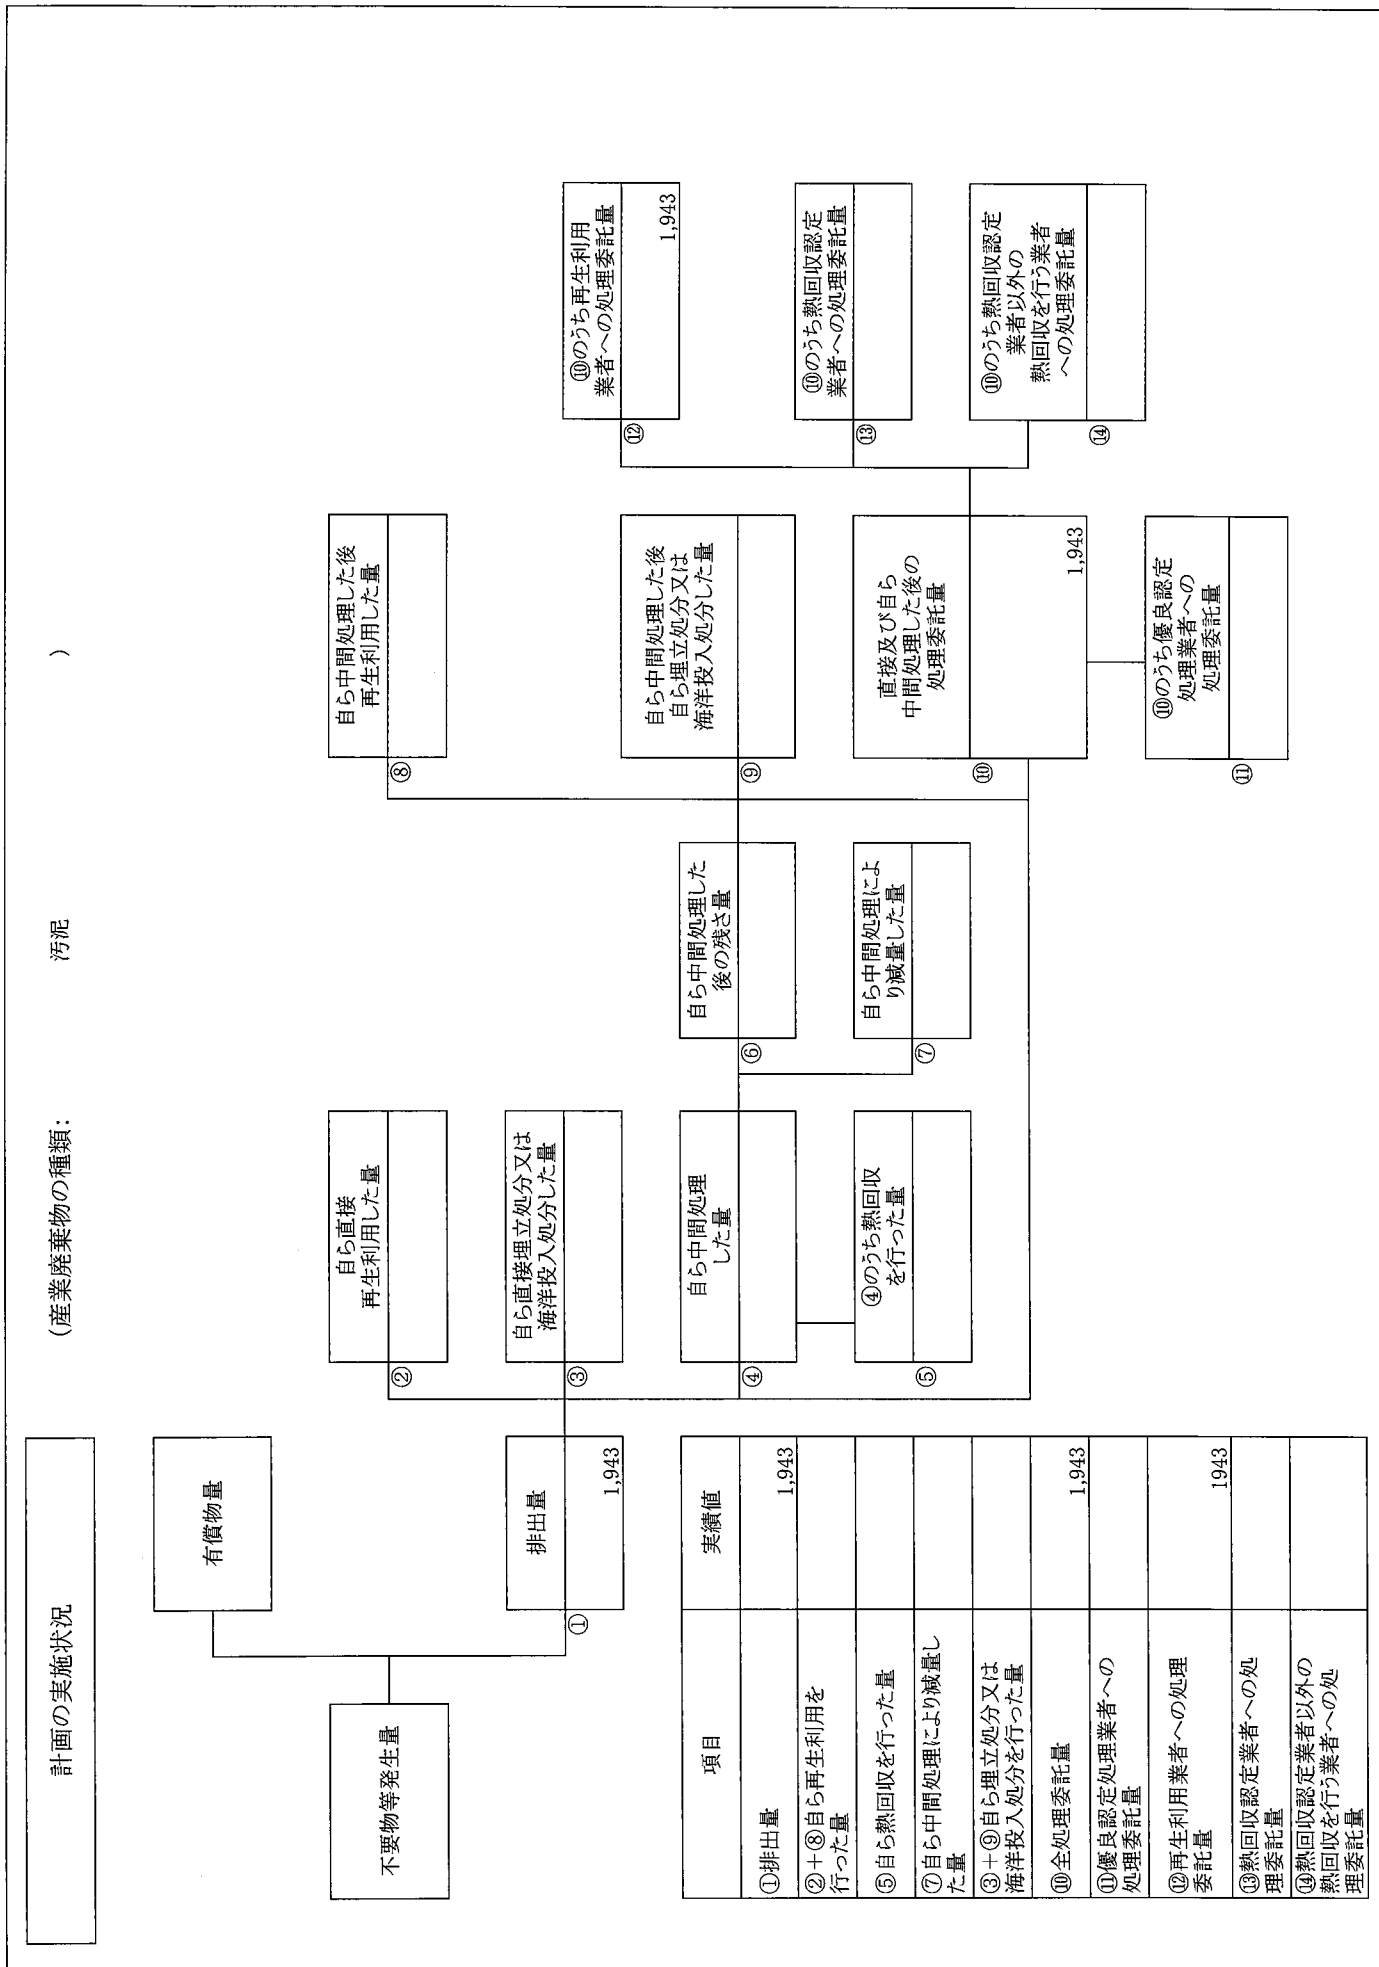 計画の実施状況
(産業廃棄物の種類:
汚泥
)
不要物等発生量
有償物量
排出量
①
1,943
自ら直接
再生利用した量
②
自ら直接埋立処分又は
海洋投入処分した量
③
自ら中間処理
した量
④
④のうち熱回収
を行った量
⑤
自ら中間処理した
後の残さ量
⑥
自ら中間処理によ
り減量した量
⑦
自ら中間処理した後
再生利用した量
⑧
自ら中間処理した後
自ら埋立処分又は
海洋投入処分した量
⑨
直接及び自ら
中間処理した後の
処理委託量
⑩
1,943
⑩のうち優良認定
処理業者への
処理委託量
⑪
⑩のうち再生利用
業者への処理委託量
⑫
1,943
⑩のうち熱回収認定
業者への処理委託量
⑬
⑩のうち熱回収認定
業者以外の
熱回収を行う業者
への処理委託量
⑭
項目
実績値
①排出量
1,943
②+⑧自ら再生利用を
行った量
⑤自ら熱回収を行った量
⑦自ら中間処理により減量し
た量
③+⑨自ら埋立処分又は
海洋投入処分を行った量
⑩全処理委託量
1,943
⑪優良認定処理業者への
処理委託量
⑫再生利用業者への処理
委託量
1943
⑬熱回収認定業者への処
理委託量
⑭熱回収認定業者以外の
熱回収を行う業者への処
理委託量